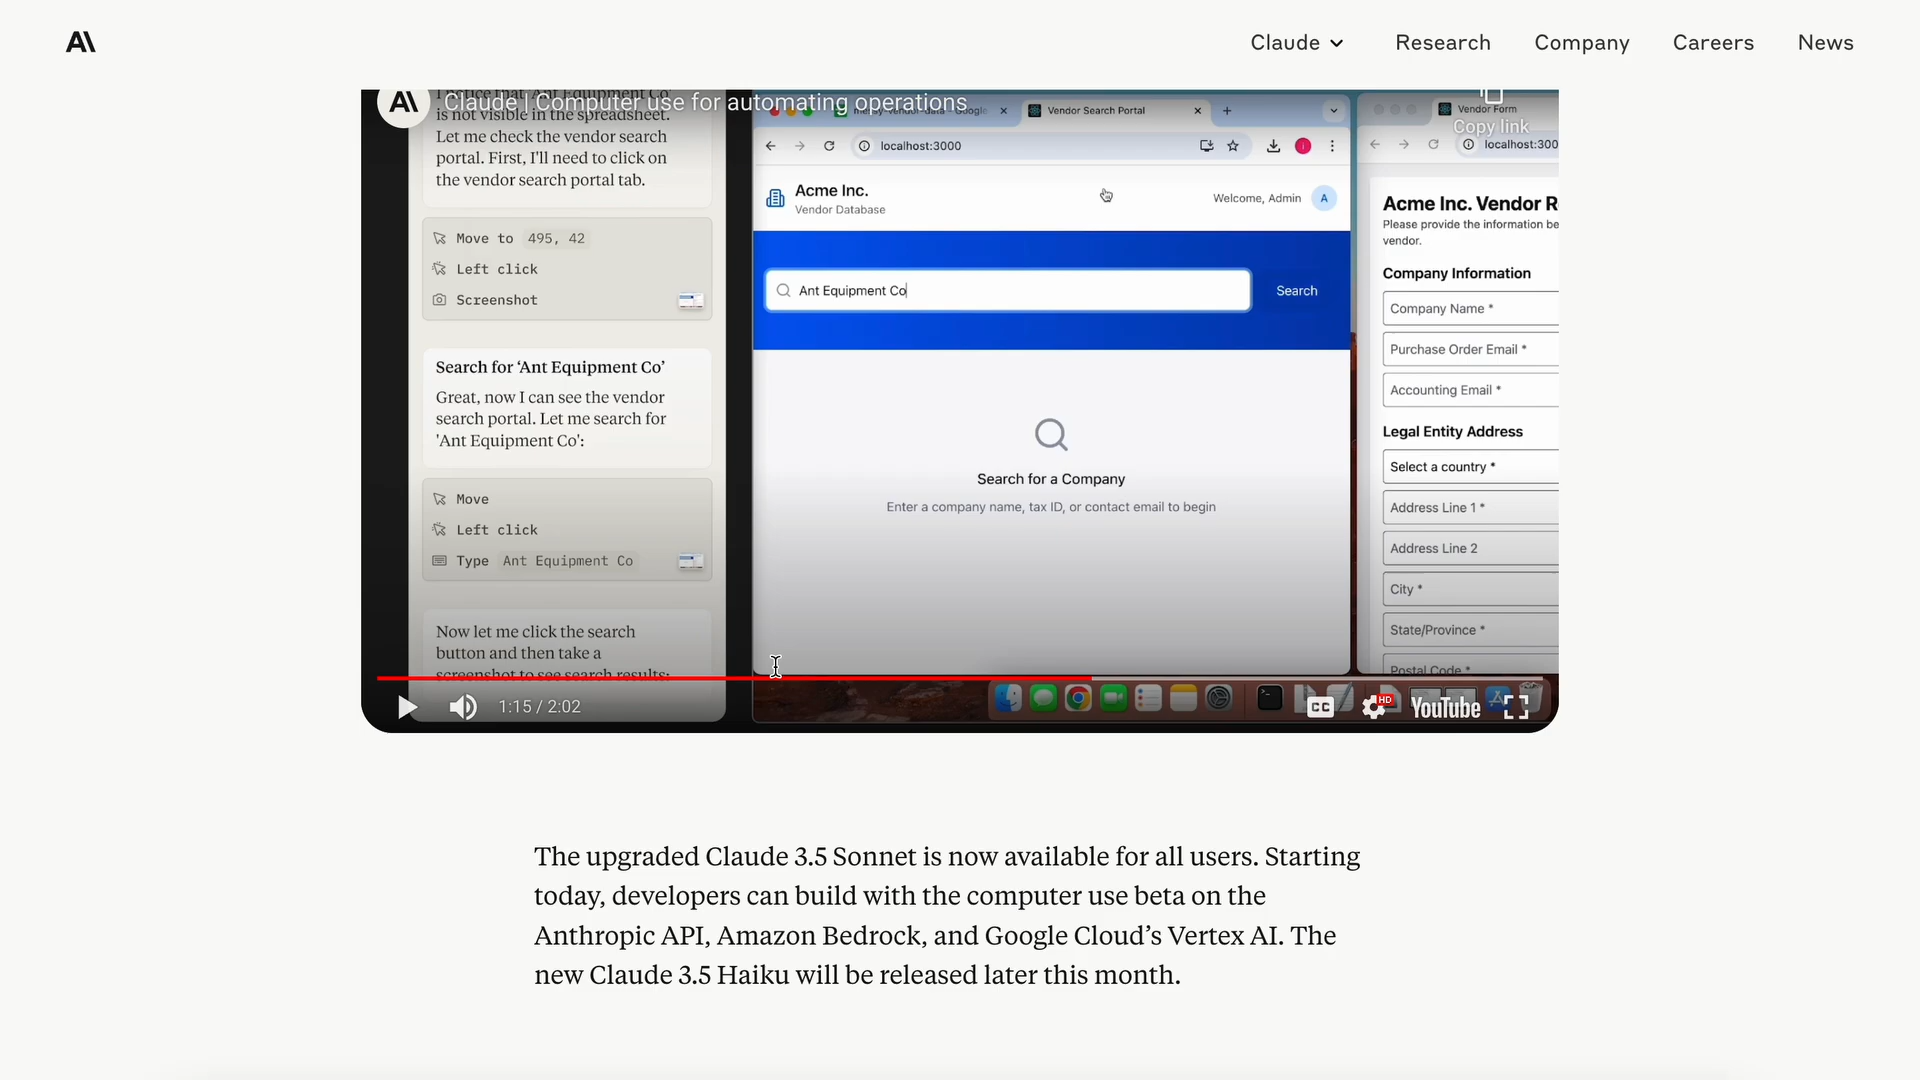 Claude
Research
Company
Careers
News
Claude | Computer use for automating operations
Copy link
is not visible in the spreadsheet.
Let me check the vendor search
portal. First, I'll need to click on
the vendor search portal tab.
Move to 495, 42
Left click
Screenshot
Search for ‘Ant Equipment Co’
Great, now I can see the vendor
search portal. Let me search for
'Ant Equipment Co':
Move
Left click
Type Ant Equipment Co
Now let me click the search
button and then take a
screenshot to see search results:
Vendor Search Portal
localhost:3000
Acme Inc.
Vendor Database
Welcome, Admin
A
Ant Equipment Co
Search
Search for a Company
Enter a company name, tax ID, or contact email to begin
Vendor Form
localhost:300
Acme Inc. Vendor R
Please provide the information be
vendor.
Company Information
Company Name *
Purchase Order Email *
Accounting Email *
Legal Entity Address
Select a country *
Address Line 1 *
Address Line 2
City *
State/Province *
Postal Code *
1:15 / 2:02
CC
HD
YouTube
The upgraded Claude 3.5 Sonnet is now available for all users. Starting
today, developers can build with the computer use beta on the
Anthropic API, Amazon Bedrock, and Google Cloud’s Vertex AI. The
new Claude 3.5 Haiku will be released later this month.